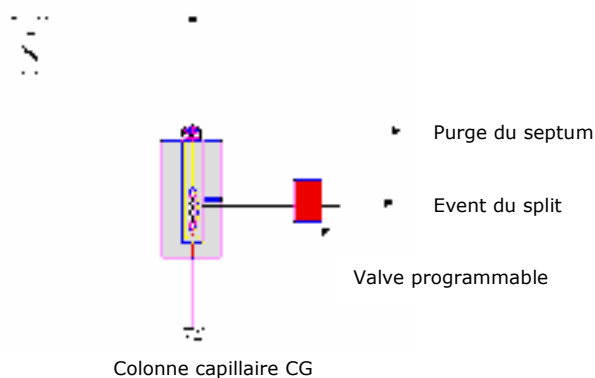 Purge du septum
Event du split
Valve programmable
Colonne capillaire CG